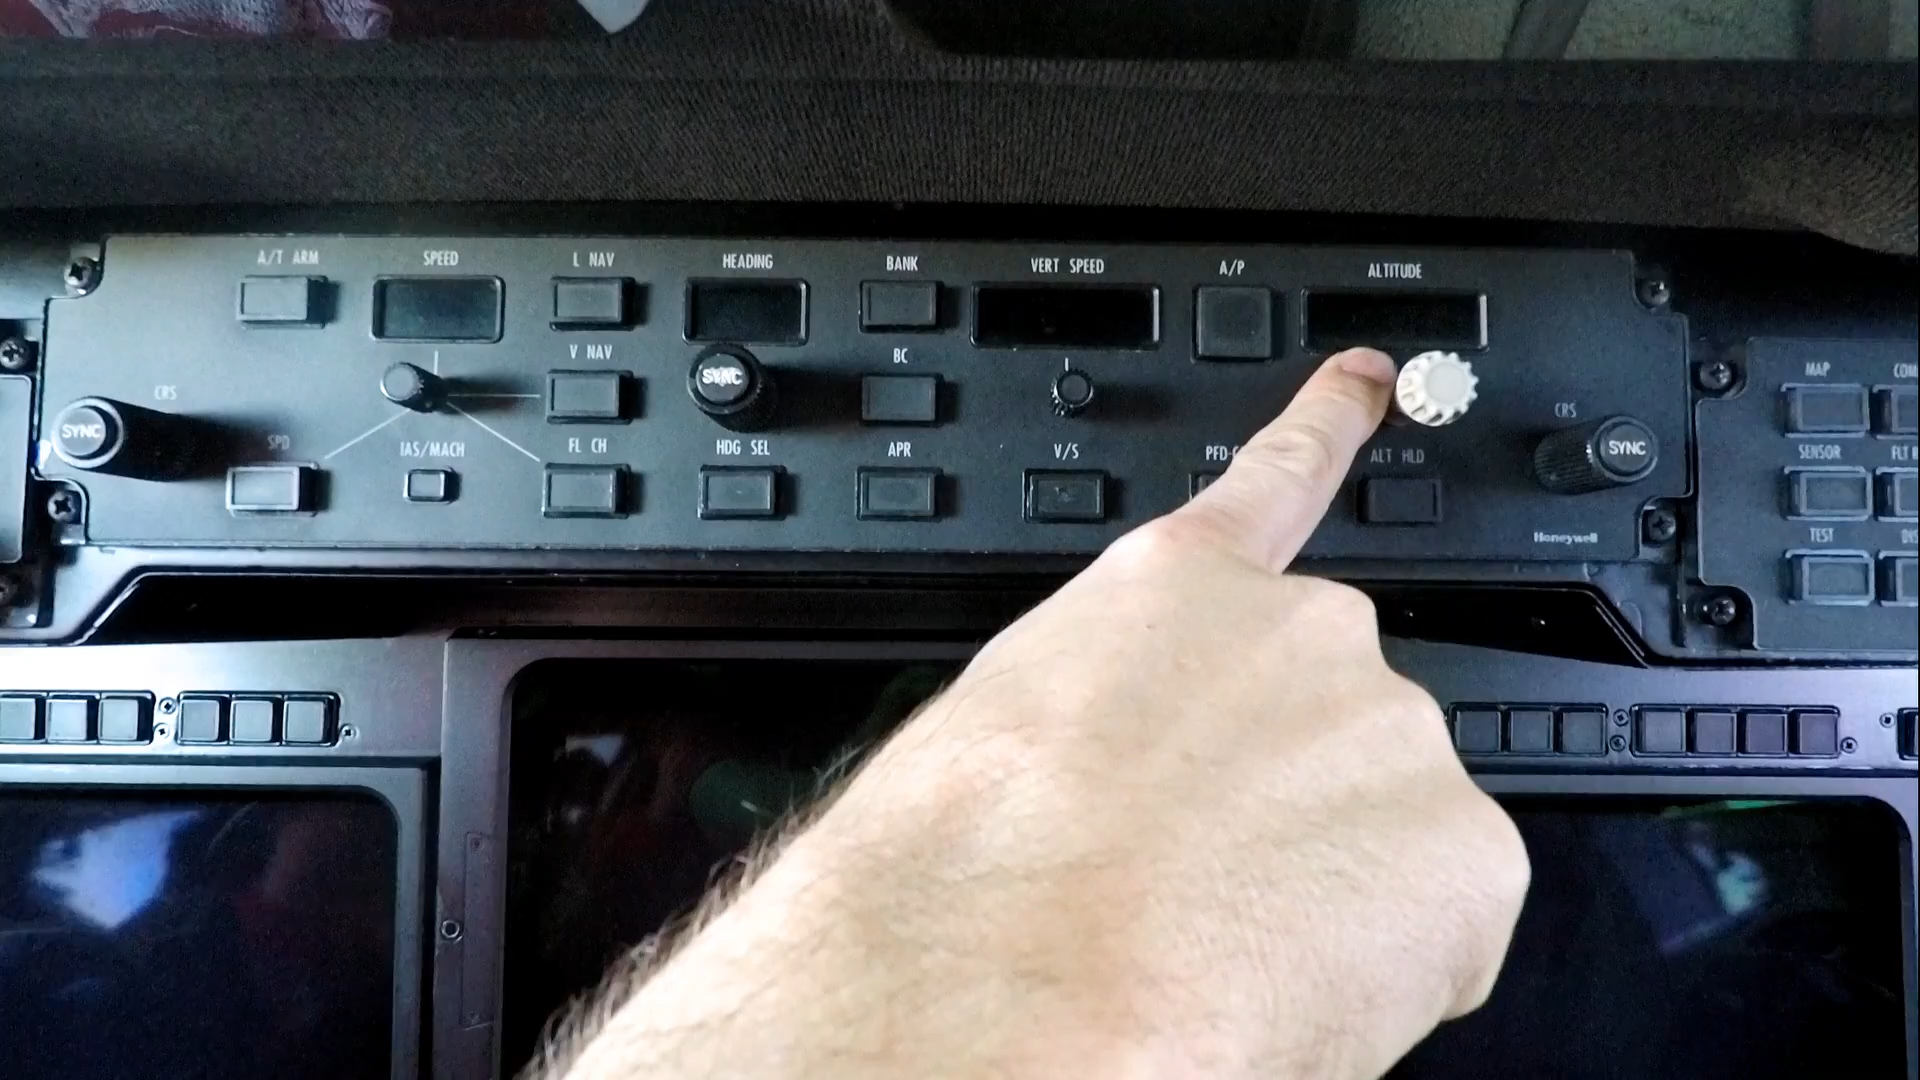 A/T ARM
SPEED
L NAV
HEADING
BANK
VERT SPEED
A/P
ALTITUDE
V NAV
BC
SYNC
CRS
SYNC
SPD
IAS/MACH
FL CH
HDG SEL
APR
V/S
ALT HLD
CRS
SYNC
Honeywell
MAP
SENSOR
TEST